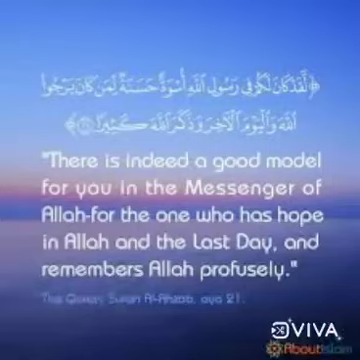 ﴿لَّقَدْ كَانَ لَكُمْ فِي رَسُولِ اللَّهِ أُسْوَةٌ حَسَنَةٌ لِّمَن كَانَ يَرْجُوا
اللَّهَ وَالْيَوْمَ الْآخِرَ وَذَكَرَ اللَّهَ كَثِيرًا ﴾
"There is indeed a good model
for you in the Messenger of
Allah-for the one who has hope
in Allah and the Last Day, and
remembers Allah profusely."
The Quran, Surah Al-Ahzab, aya 21.
VIVA
AboutIslam